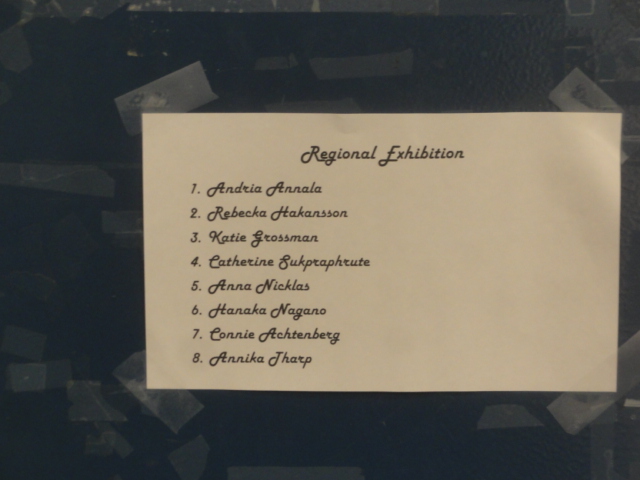 Regional Exhibition
1. Andria Annala
2. Rebecka Hakansson
3. Katie Grossman
4. Catherine Sukpraphrute
5. Anna Nicklas
6. Hanaka Nagano
7. Connie Achtenberg
8. Annika Tharp